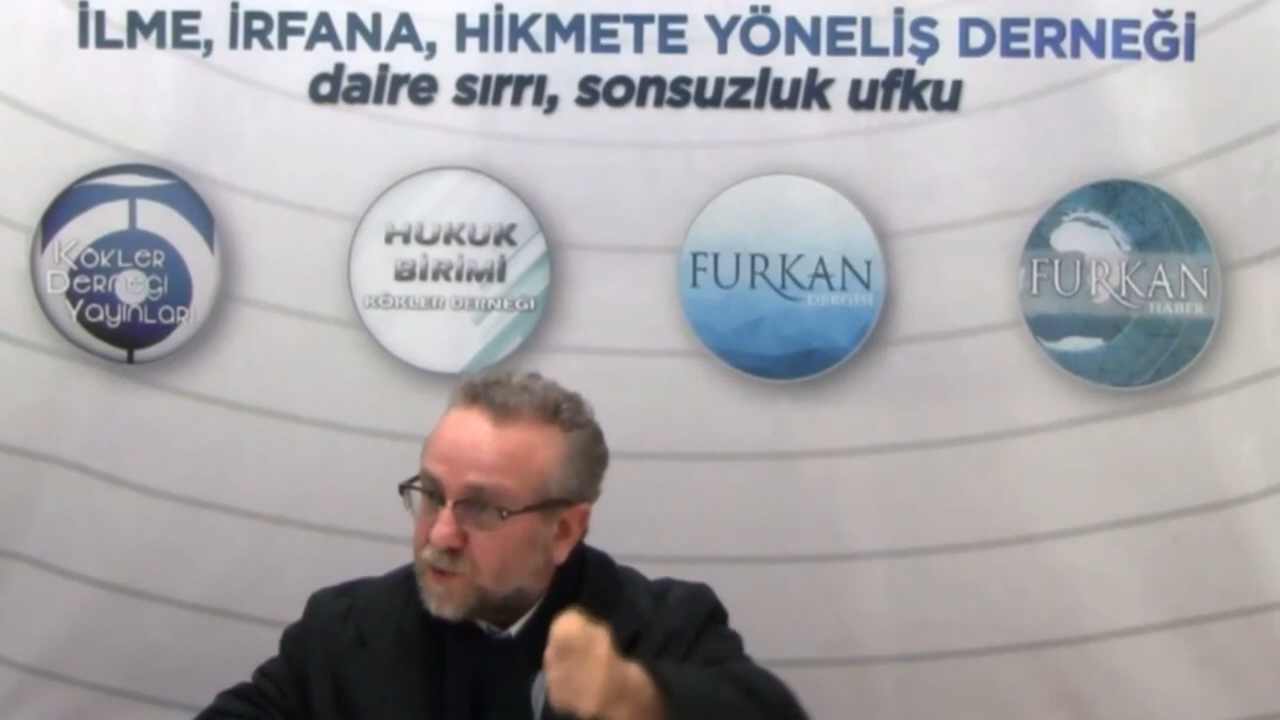 İLME, İRFANA, HİKMETE YÖNELİŞ DERNEĞİ
daire sırrı, sonsuzluk ufku
KÖKLER
DERNEĞİ
YAYINLARI
HUKUK
BİRİMİ
KÖKLER DERNEĞİ
FURKAN
DERGİSİ
FURKAN
HABER